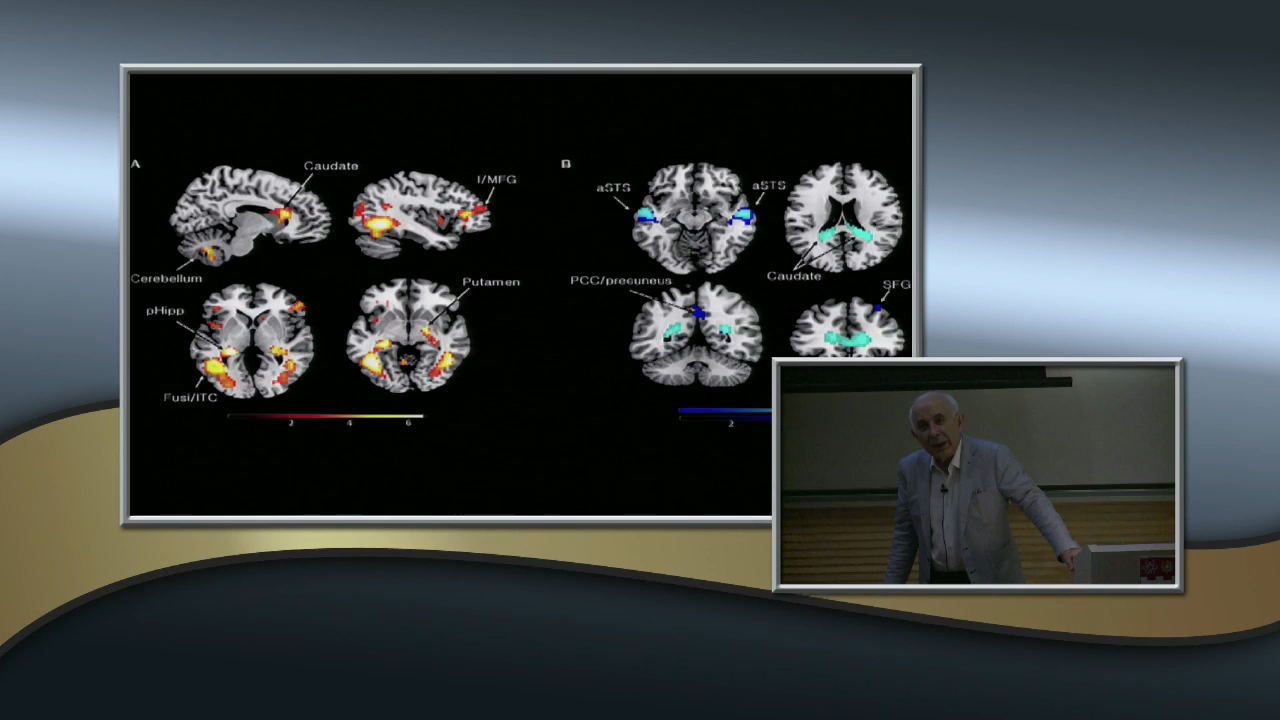 A
Caudate
I/MFG
Cerebellum
pHipp
Putamen
Fusi/ITC
2 4 6
B
aSTS
aSTS
Caudate
PCC/precuneus
SFG
2